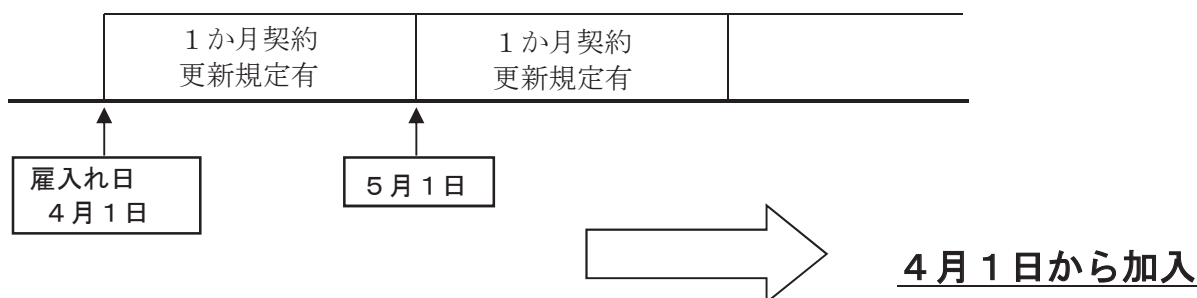 １か月契約
更新規定有
１か月契約
更新規定有
雇入れ日
４月１日
５月１日
４月１日から加入